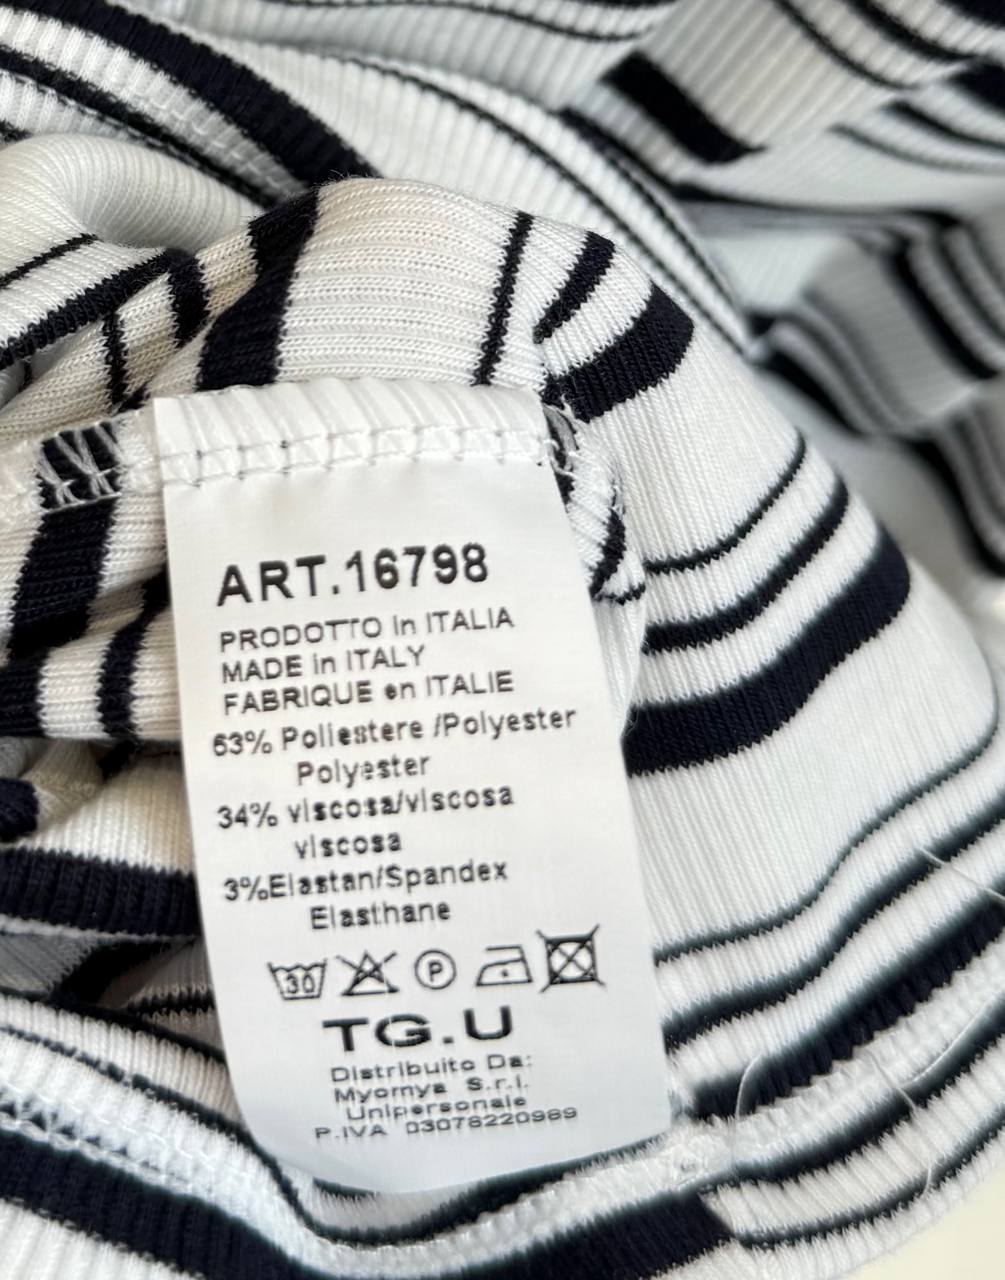 ART.16798
PRODOTTO in ITALIA
MADE in ITALY
FABRIQUE en ITALIE
63% Poliestere /Polyester
Polyester
34% viscosa/viscosa
viscosa
3%Elastan/Spandex
Elasthane
30 P
TG.U
Distribuito Da:
Myornya S.r.l.
Unipersonale
P.IVA 03078220989